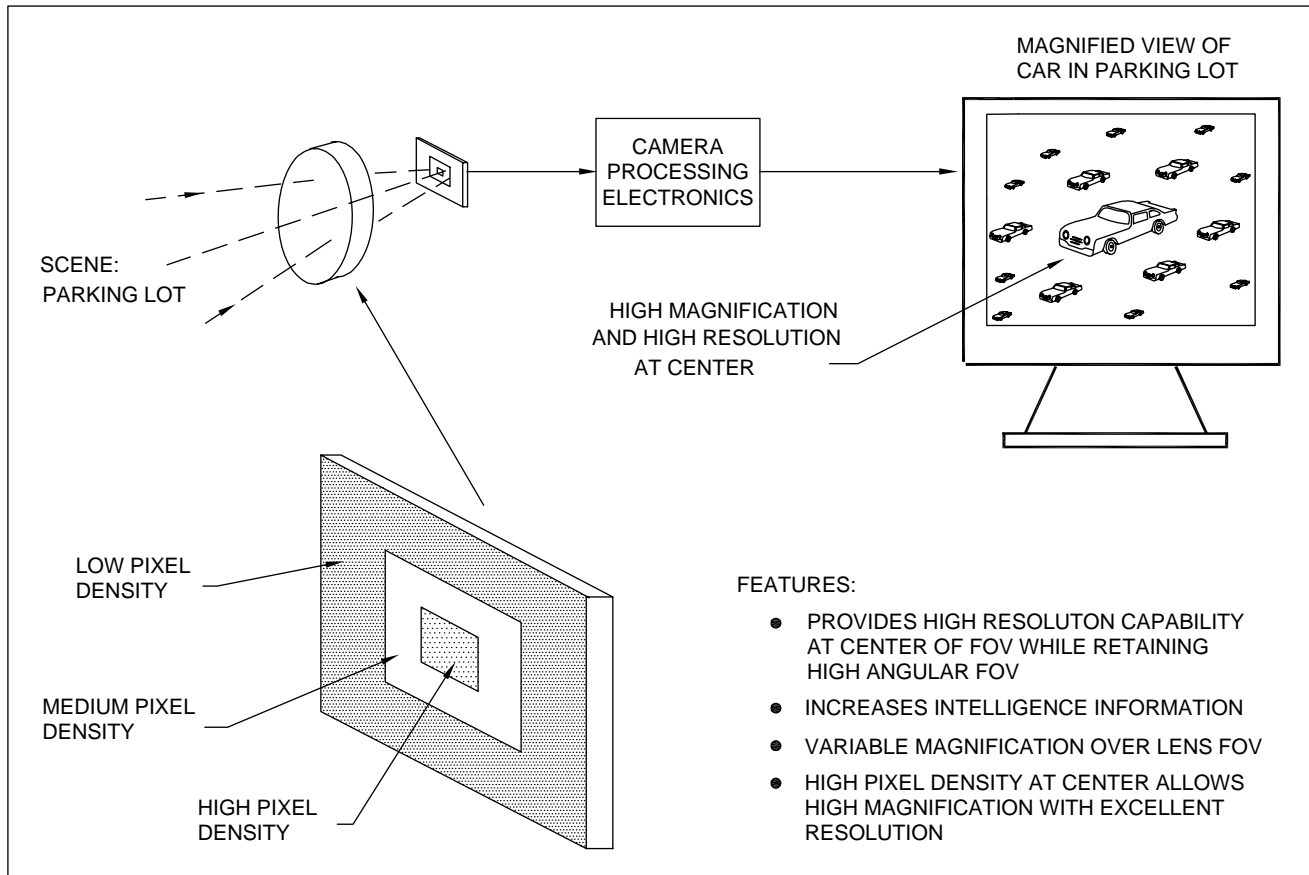 MAGNIFIED VIEW OF
CAR IN PARKING LOT
CAMERA
PROCESSING
ELECTRONICS
SCENE:
PARKING LOT
HIGH MAGNIFICATION
AND HIGH RESOLUTION
AT CENTER
LOW PIXEL
DENSITY
MEDIUM PIXEL
DENSITY
HIGH PIXEL
DENSITY
FEATURES:
● PROVIDES HIGH RESOLUTON CAPABILITY
AT CENTER OF FOV WHILE RETAINING
HIGH ANGULAR FOV
● INCREASES INTELLIGENCE INFORMATION
● VARIABLE MAGNIFICATION OVER LENS FOV
● HIGH PIXEL DENSITY AT CENTER ALLOWS
HIGH MAGNIFICATION WITH EXCELLENT
RESOLUTION